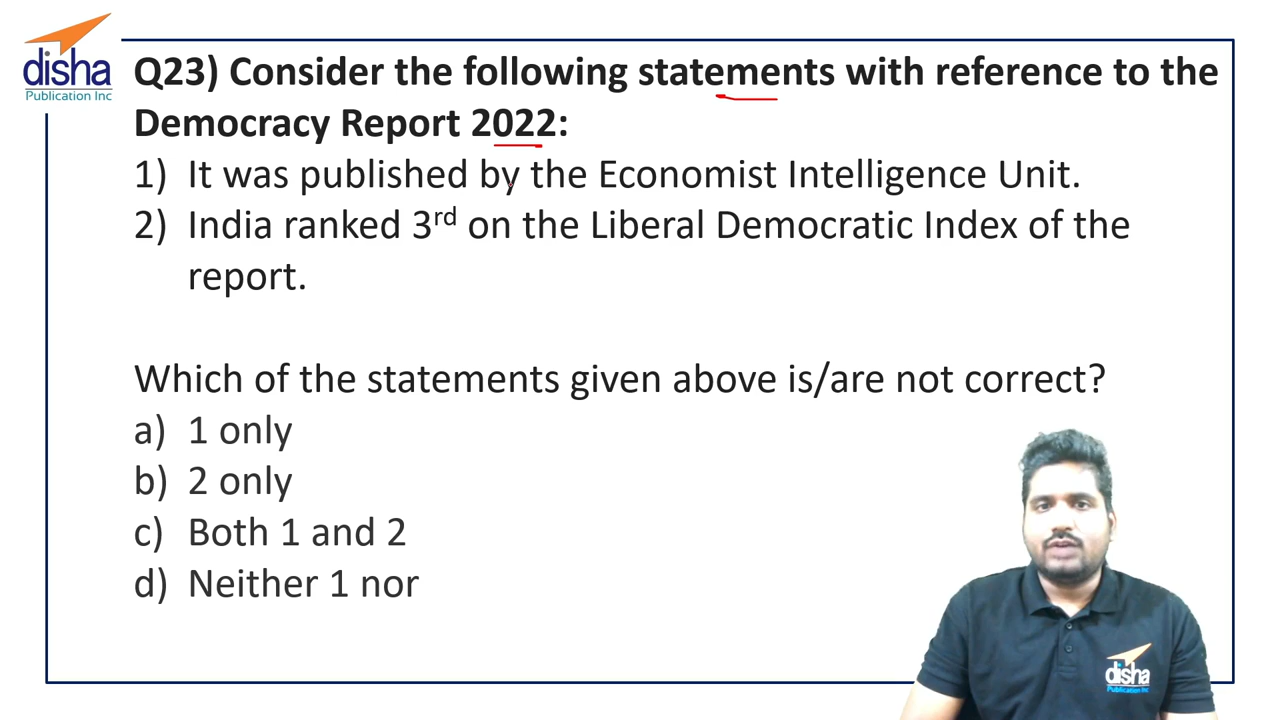 disha
Publication Inc
Q23) Consider the following statements with reference to the
Democracy Report 2022:
1) It was published by the Economist Intelligence Unit.
2) India ranked 3rd on the Liberal Democratic Index of the
report.
Which of the statements given above is/are not correct?
a) 1 only
b) 2 only
c) Both 1 and 2
d) Neither 1 nor
disha
Publication Inc